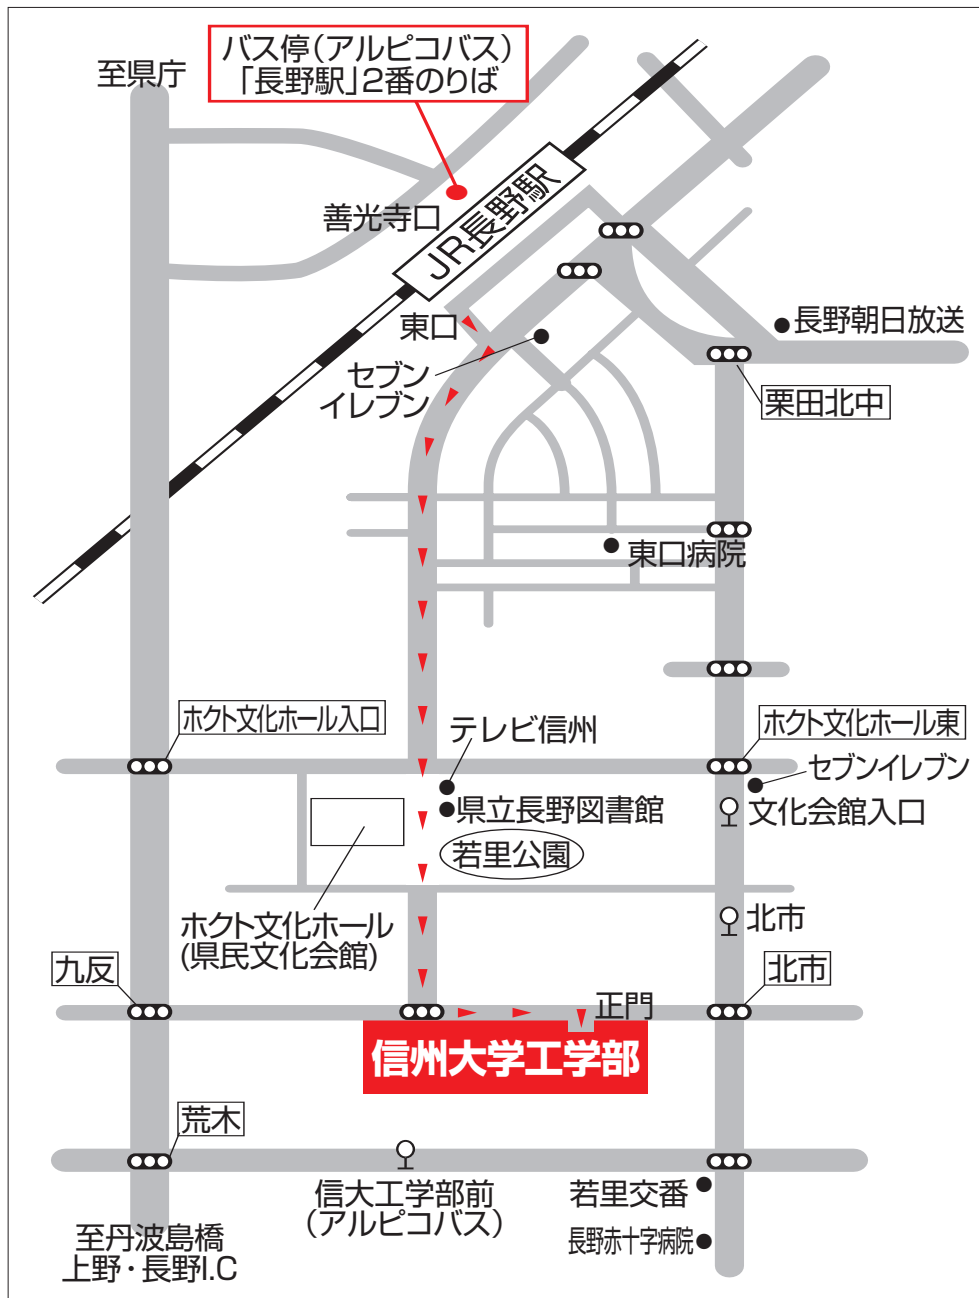 バス停(アルピコバス)
「長野駅」2番のりば
至県庁
善光寺口
JR長野駅
東口
セブン
イレブン
長野朝日放送
栗田北中
東口病院
ホクト文化ホール入口
テレビ信州
ホクト文化ホール東
セブンイレブン
県立長野図書館
文化会館入口
若里公園
ホクト文化ホール
(県民文化会館)
北市
九反
正門
北市
信州大学工学部
荒木
信大工学部前
(アルピコバス)
若里交番
長野赤十字病院
至丹波島橋
上野・長野I.C